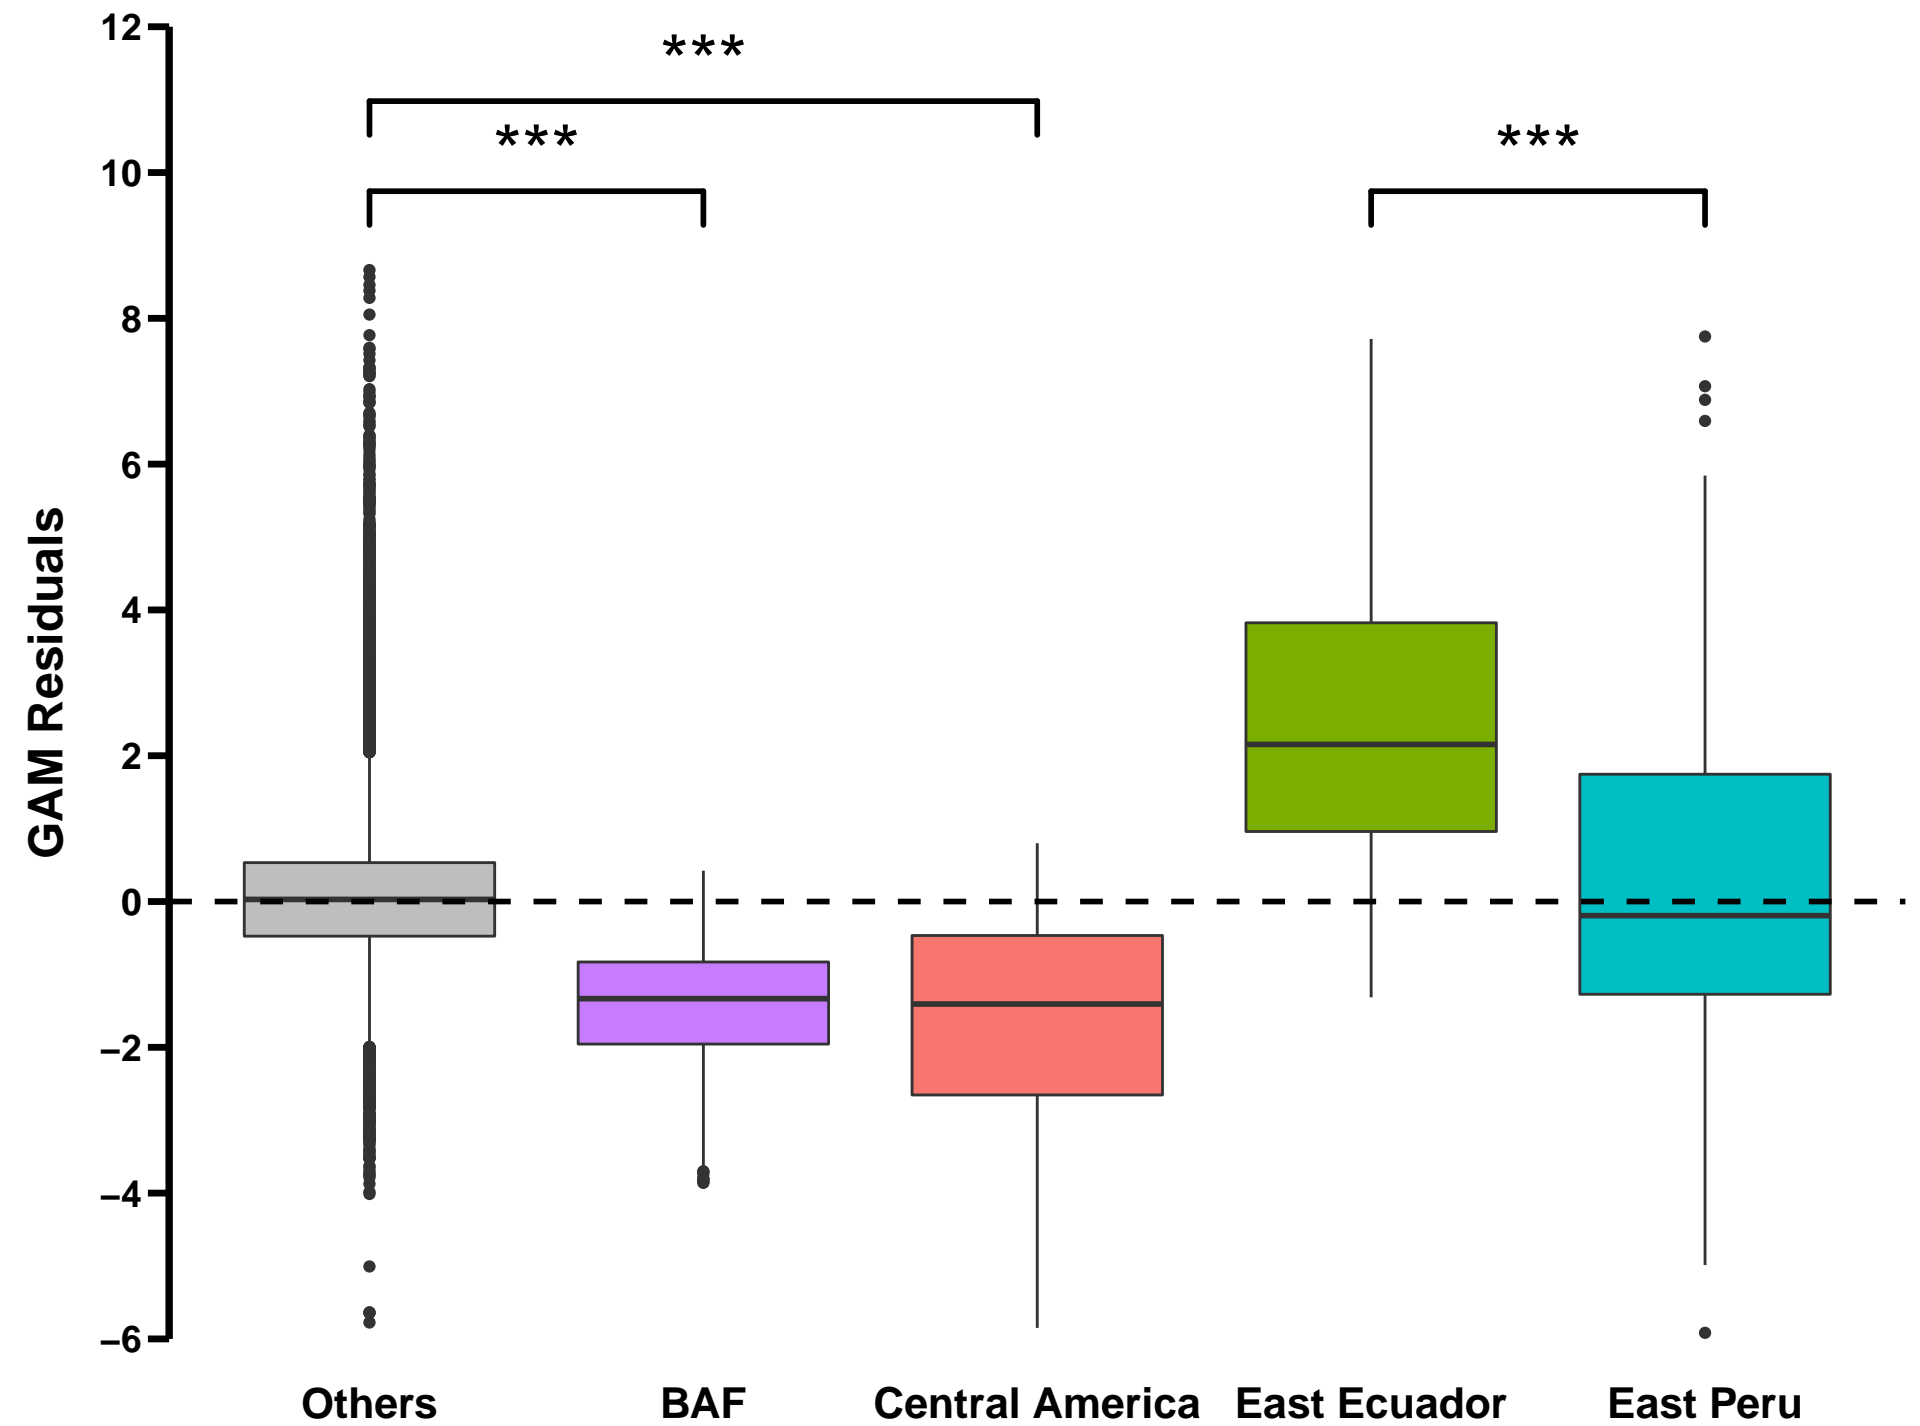 12
***
***
***
10
8
6
4
2
0
–2
–4
–6
GAM Residuals
Others
BAF
Central America
East Ecuador
East Peru